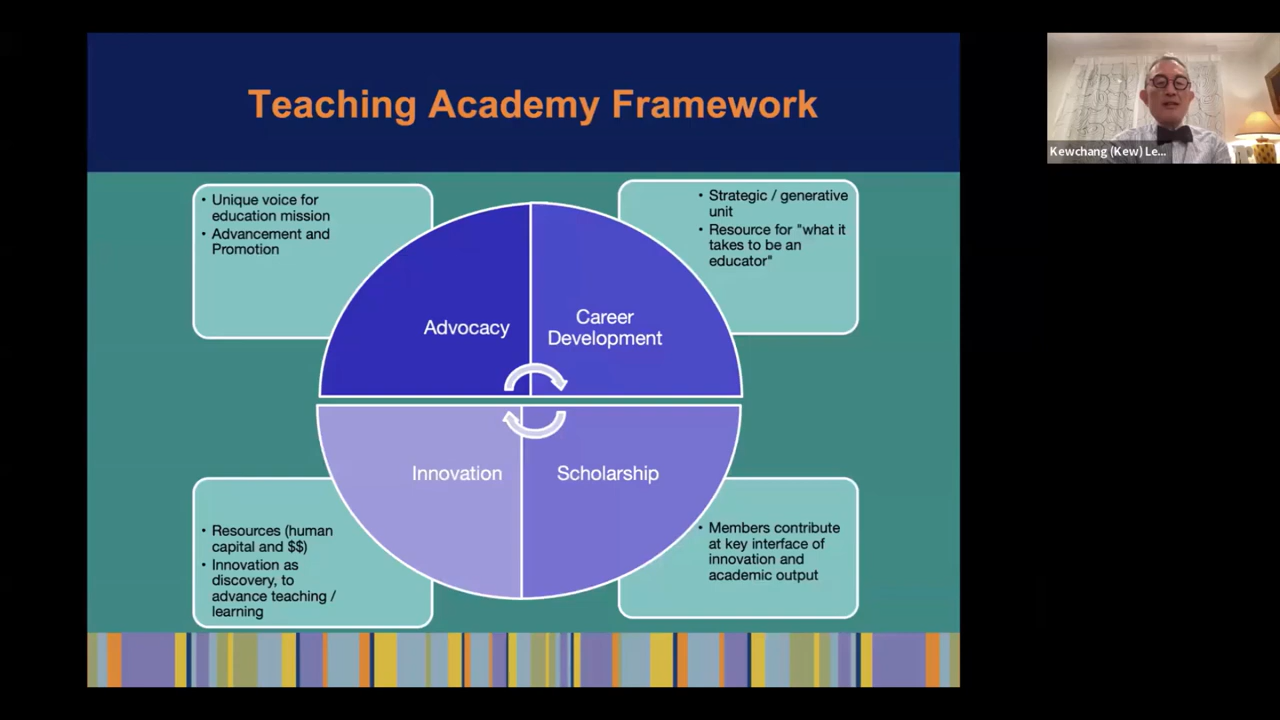 Teaching Academy Framework
• Unique voice for
education mission
• Advancement and
Promotion
• Strategic / generative
unit
• Resource for "what it
takes to be an
educator"
Advocacy
Career
Development
Innovation
Scholarship
• Resources (human
capital and $$)
• Innovation as
discovery, to
advance teaching /
learning
• Members contribute
at key interface of
innovation and
academic output
Kewchang (Kew) Le...